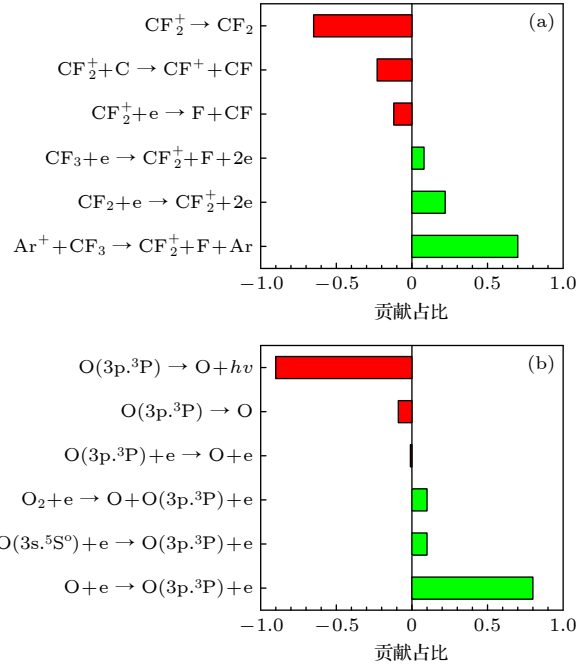 (a)
CF₂⁺ → CF₂
CF₂⁺+C → CF⁺+CF
CF₂⁺+e → F+CF
CF₃+e → CF₂⁺+F+2e
CF₂+e → CF₂⁺+2e
Ar⁺+CF₃ → CF₂⁺+F+Ar
−1.0 −0.5 0 0.5 1.0
贡献占比
(b)
O(3p.³P) → O+hv
O(3p.³P) → O
O(3p.³P)+e → O+e
O₂+e → O+O(3p.³P)+e
O(3s.⁵Sº)+e → O(3p.³P)+e
O+e → O(3p.³P)+e
−1.0 −0.5 0 0.5 1.0
贡献占比